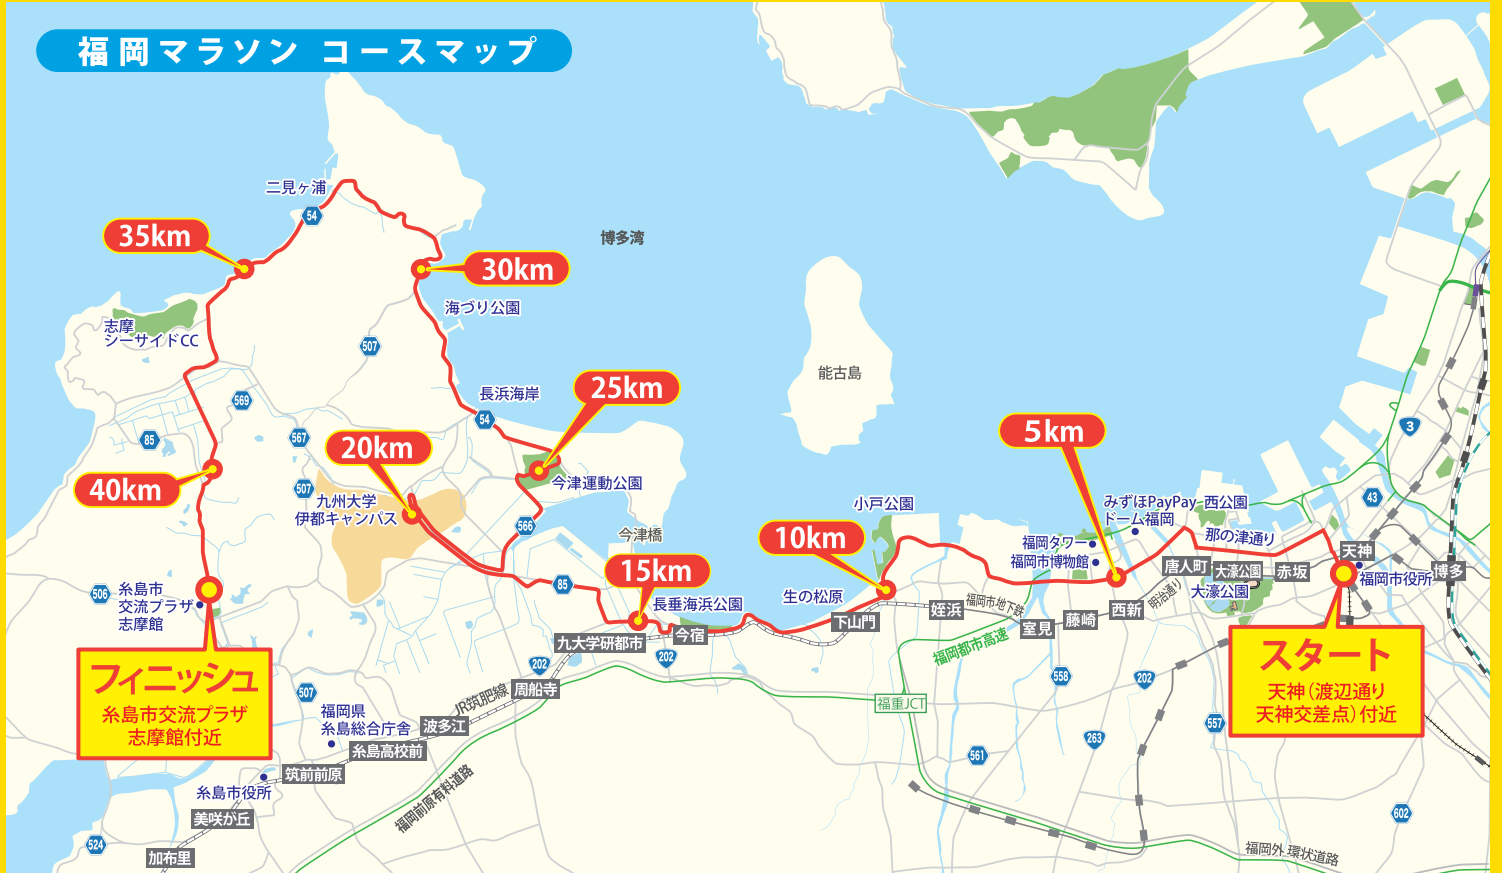 福岡マラソン コースマップ
二見ヶ浦
54
35km
30km
博多湾
海づり公園
志摩
シーサイドCC
507
能古島
長浜海岸
25km
54
569
5km
3
85
567
20km
40km
今津運動公園
507
九州大学
伊都キャンパス
43
小戸公園
みずほPayPay
ドーム福岡
西公園
566
今津橋
10km
福岡タワー
那の津通り
福岡市博物館
天神
唐人町
大濠公園
赤坂
福岡市役所
博多
15km
85
506
糸島市
交流プラザ
志摩館
長垂海浜公園
生の松原
大濠公園
明治通り
姪浜
福岡市地下鉄
西新
下山門
藤崎
室見
九大学研都市
今宿
202
202
福岡都市高速
スタート
天神（渡辺通り
天神交差点）付近
フィニッシュ
糸島市交流プラザ
志摩館付近
507
周船寺
JR筑肥線
558
202
福重JCT
福岡県
糸島総合庁舎
波多江
557
糸島高校前
263
561
筑前前原
糸島市役所
福岡前原有料道路
美咲が丘
602
524
加布里
福岡外環状道路